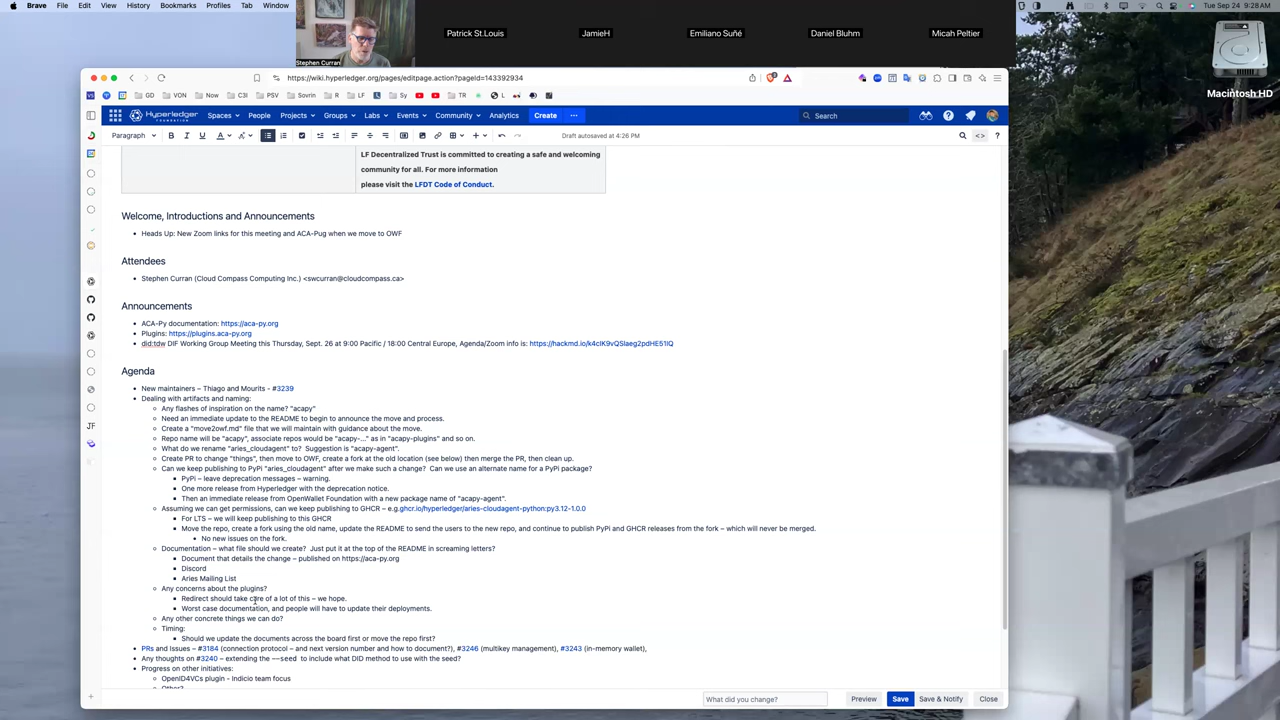 Brave File Edit View History Bookmarks Profiles Tab Window
Tue Sep 24 9:28 AM
Stephen Curran
Patrick St.Louis
JamieH
Emiliano Suñé
Daniel Bluhm
Micah Peltier
Macintosh HD
https://wiki.hyperledger.org/pages/editpage.action?pageId=143392934
GD VON Now C3I PSV Sovrin R LF Sy TR L
HYPERLEDGER Spaces People Projects Groups Labs Events Community Analytics Create Search
Paragraph B I U A Draft autosaved at 4:26 PM
LF Decentralized Trust is committed to creating a safe and welcoming
community for all. For more information
please visit the LFDT Code of Conduct.
Welcome, Introductions and Announcements
• Heads Up: New Zoom links for this meeting and ACA-Pug when we move to OWF
Attendees
• Stephen Curran (Cloud Compass Computing Inc.) <swcurran@cloudcompass.ca>
Announcements
• ACA-Py documentation: https://aca-py.org
• Plugins: https://plugins.aca-py.org
• did:tdw DIF Working Group Meeting this Thursday, Sept. 26 at 9:00 Pacific / 18:00 Central Europe, Agenda/Zoom info is:
Agenda
• New maintainers – Thiago and Mourits - #3239
• Dealing with artifacts and naming:
Any flashes of inspiration on the name? "acapy"
Need an immediate update to the README to begin to announce the move and process.
Create a "move2owf.md" file that we will maintain with guidance about the move.
Repo name will be "acapy", associate repos would be "acapy-..." as in "acapy-plugins" and so on.
What do we rename "aries_cloudagent" to? Suggestion is "acapy-agent".
Create PR to change "things", then move to OWF, create a fork at the old location (see below) then merge the PR, then clean up.
Can we keep publishing to PyPi "aries_cloudagent" after we make such a change? Can we use an alternate name for a PyPi package?
PyPi – leave deprecation messages – warning.
One more release from Hyperledger with the deprecation notice.
Then an immediate release from OpenWallet Foundation with a new package name of "acapy-agent".
Assuming we can get permissions, can we keep publishing to GHCR – e.g.ghcr.io/hyperledger/aries-cloudagent-python:py3.12-1.0.0
For LTS – we will keep publishing to this GHCR
Move the repo, create a fork using the old name, update the README to send the users to the new repo, and continue to publish PyPi and GHCR releases from the fork – which will never be merged.
No new issues on the fork.
Documentation – what file should we create? Just put it at the top of the README in screaming letters?
Document that details the change – published on https://aca-py.org
Discord
Aries Mailing List
Any concerns about the plugins?
Redirect should take care of a lot of this – we hope.
Worst case documentation, and people will have to update their deployments.
Any other concrete things we can do?
Timing:
Should we update the documents across the board first or move the repo first?
• PRs and Issues – #3184 (connection protocol – and next version number and how to document?), #3246 (multikey management), #3243 (in-memory wallet),
• Any thoughts on #3240 – extending the --seed to include what DID method to use with the seed?
• Progress on other initiatives:
OpenID4VCs plugin - Indicio team focus
Other?
JF
What did you change? Preview Save Save & Notify Close